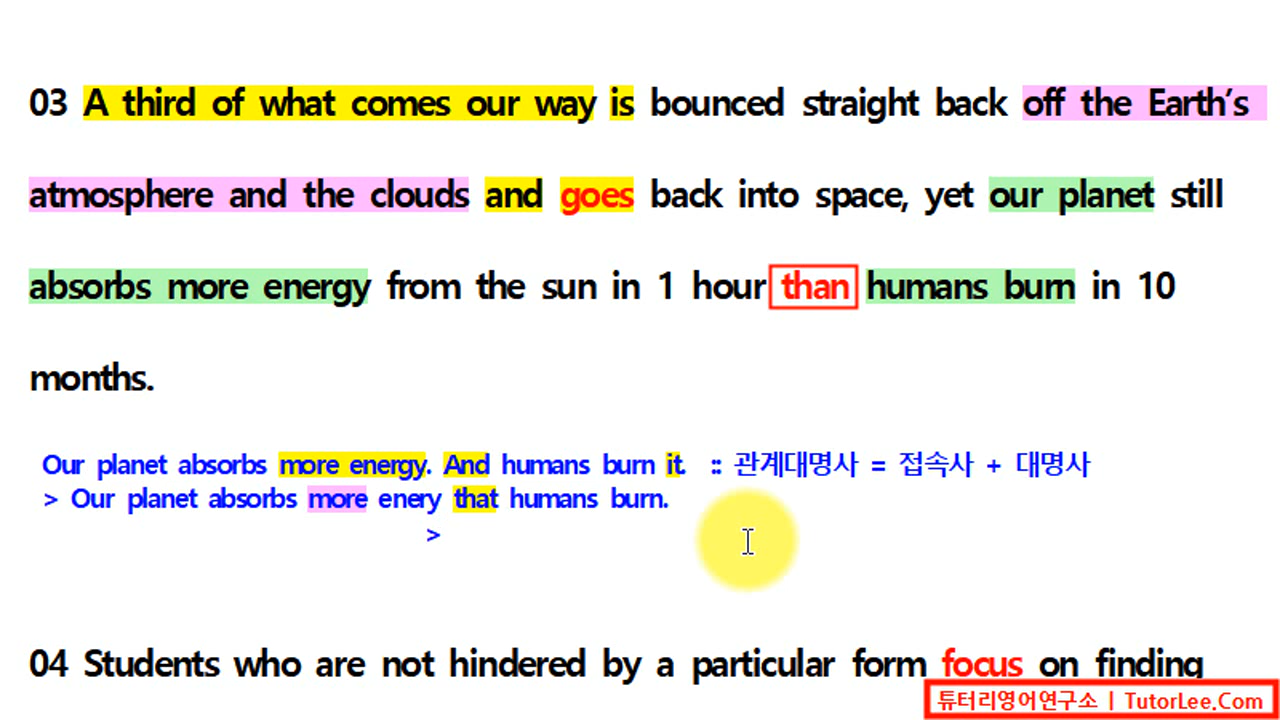 03 A third of what comes our way is bounced straight back off the Earth's
atmosphere and the clouds and goes back into space, yet our planet still
absorbs more energy from the sun in 1 hour than humans burn in 10
months.
Our planet absorbs more energy. And humans burn it. :: 관계대명사 = 접속사 + 대명사
> Our planet absorbs more enery that humans burn.
>
04 Students who are not hindered by a particular form focus on finding
튜터리영어연구소 | TutorLee.Com